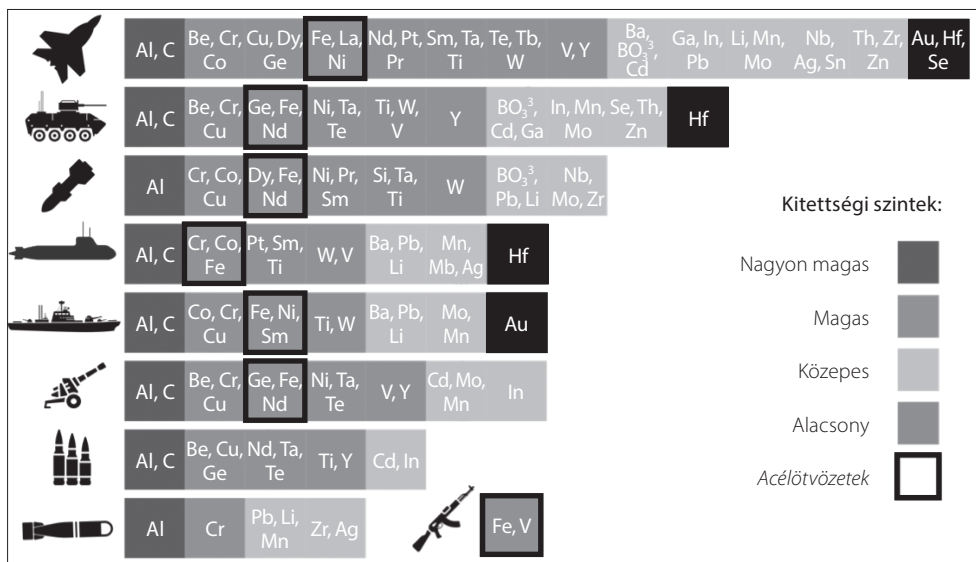 Al, C
Be, Cr,
Co
Cu, Dy,
Ge
Fe, La,
Ni
Nd, Pt,
Pr
Sm, Ta,
Ti
Te, Tb,
W
V, Y
Ba,
BO₃³,
Cd
Ga, In,
Pb
Li, Mn,
Mo
Nb,
Ag, Sn
Th, Zr,
Zn
Au, Hf,
Se
Al, C
Be, Cr,
Cu
Ge, Fe,
Nd
Ni, Ta,
Te
Ti, W,
V
Y
BO₃³,
Cd, Ga
In, Mn,
Mo
Se, Th,
Zn
Hf
Al
Cr, Co,
Cu
Dy, Fe,
Nd
Ni, Pr,
Sm
Si, Ta,
Ti
W
BO₃³,
Pb, Li
Nb,
Mo, Zr
Al, C
Cr, Co,
Fe
Pt, Sm,
Ti
W, V
Ba, Pb,
Li
Mn,
Mb, Ag
Hf
Al, C
Co, Cr,
Cu
Fe, Ni,
Sm
Ti, W
Ba, Pb,
Li
Mo,
Mn
Au
Al, C
Be, Cr,
Cu
Ge, Fe,
Nd
Ni, Ta,
Te
V, Y
Cd, Mo,
Mn
In
Al, C
Be, Cu,
Ge
Nd, Ta,
Te
Ti, Y
Cd, In
Al
Cr
Pb, Li,
Mn
Zr, Ag
Fe, V
Kitettségi szintek:
Nagyon magas
Magas
Közepes
Alacsony
Acélötvözetek